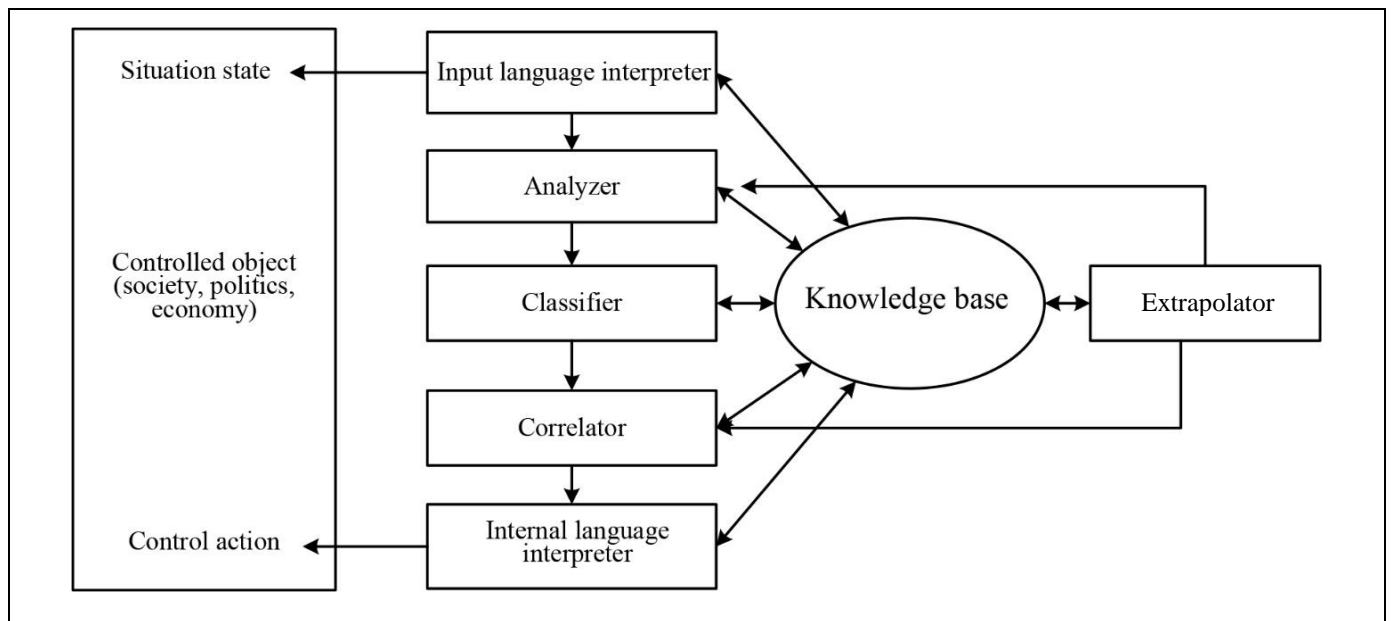 Situation state
Input language interpreter
Analyzer
Controlled object
(society, politics,
economy)
Classifier
Knowledge base
Extrapolator
Correlator
Control action
Internal language
interpreter